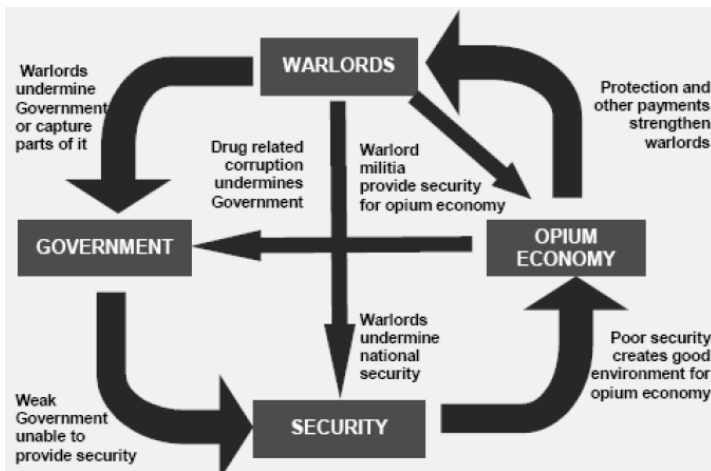 WARLORDS
Warlords
undermine
Government
or capture
parts of it
Protection and
other payments
strengthen
warlords
Drug related
corruption
undermines
Government
Warlord
militia
provide security
for opium economy
GOVERNMENT
OPIUM
ECONOMY
Warlords
undermine
national
security
Poor security
creates good
environment for
opium economy
Weak
Government
unable to
provide security
SECURITY